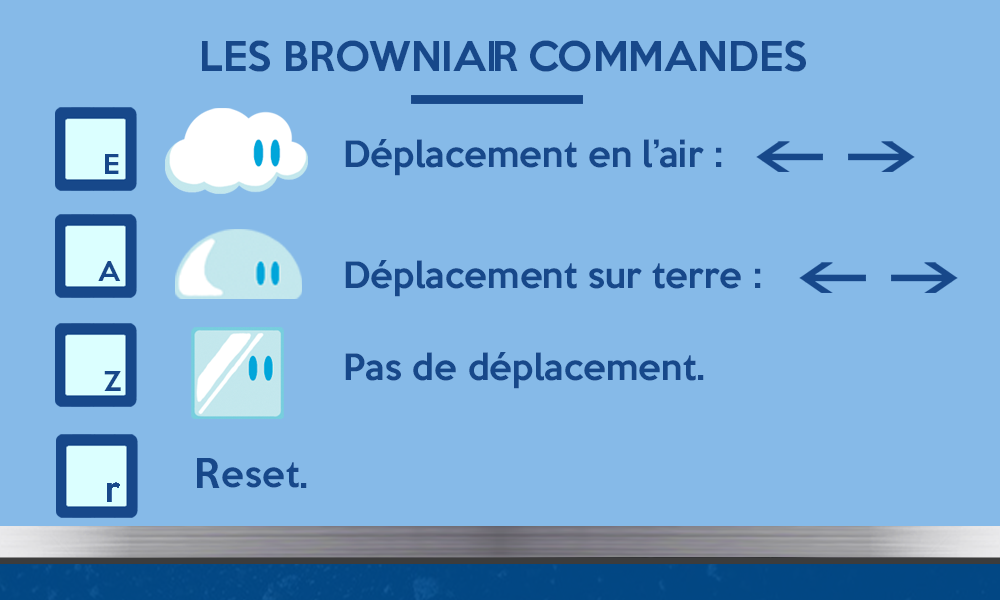 LES BROWNIAIR COMMANDES
E Déplacement en l'air : ← →
A Déplacement sur terre : ← →
Z Pas de déplacement.
r Reset.